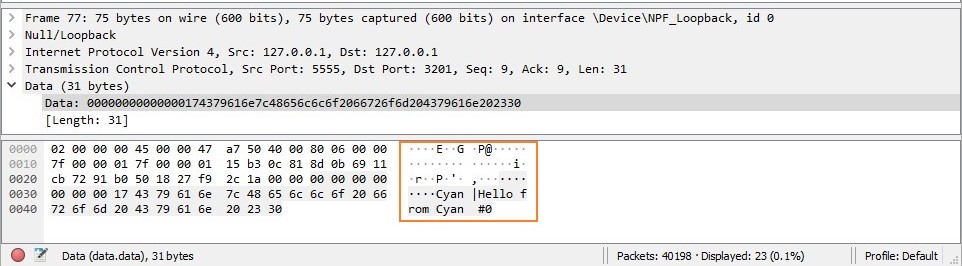 > Frame 77: 75 bytes on wire (600 bits), 75 bytes captured (600 bits) on interface \Device\NPF_Loopback, id 0
> Null/Loopback
> Internet Protocol Version 4, Src: 127.0.0.1, Dst: 127.0.0.1
> Transmission Control Protocol, Src Port: 5555, Dst Port: 3201, Seq: 9, Ack: 9, Len: 31
Data (31 bytes)
Data: 00000000000000174379616e7c48656c6c6f2066726f6d204379616e202330
[Length: 31]
0000 02 00 00 00 45 00 00 47 a7 50 40 00 80 06 00 00 ····E··G ·P@·····
0010 7f 00 00 01 7f 00 00 01 15 b3 0c 81 8d 0b 69 11 ········ ······i·
0020 cb 72 91 b0 50 18 27 f9 2c 1a 00 00 00 00 00 00 ·r··P·'· ,·······
0030 00 00 00 17 43 79 61 6e 7c 48 65 6c 6c 6f 20 66 ····Cyan |Hello f
0040 72 6f 6d 20 43 79 61 6e 20 23 30 rom Cyan #0
Data (data.data), 31 bytes Packets: 40198 · Displayed: 23 (0.1%) Profile: Default